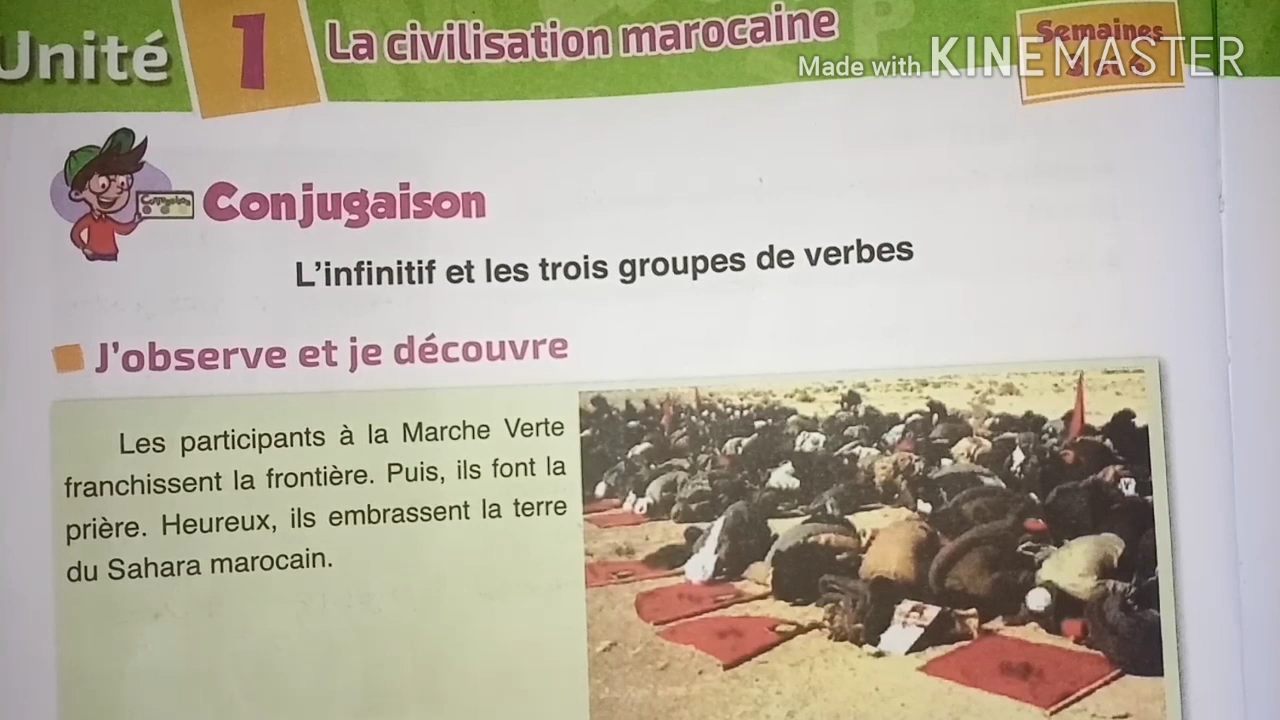 Unité 1 La civilisation marocaine
Semaines
Made with KINEMASTER
Conjugaison
L'infinitif et les trois groupes de verbes
J'observe et je découvre
Les participants à la Marche Verte
franchissent la frontière. Puis, ils font la
prière. Heureux, ils embrassent la terre
du Sahara marocain.